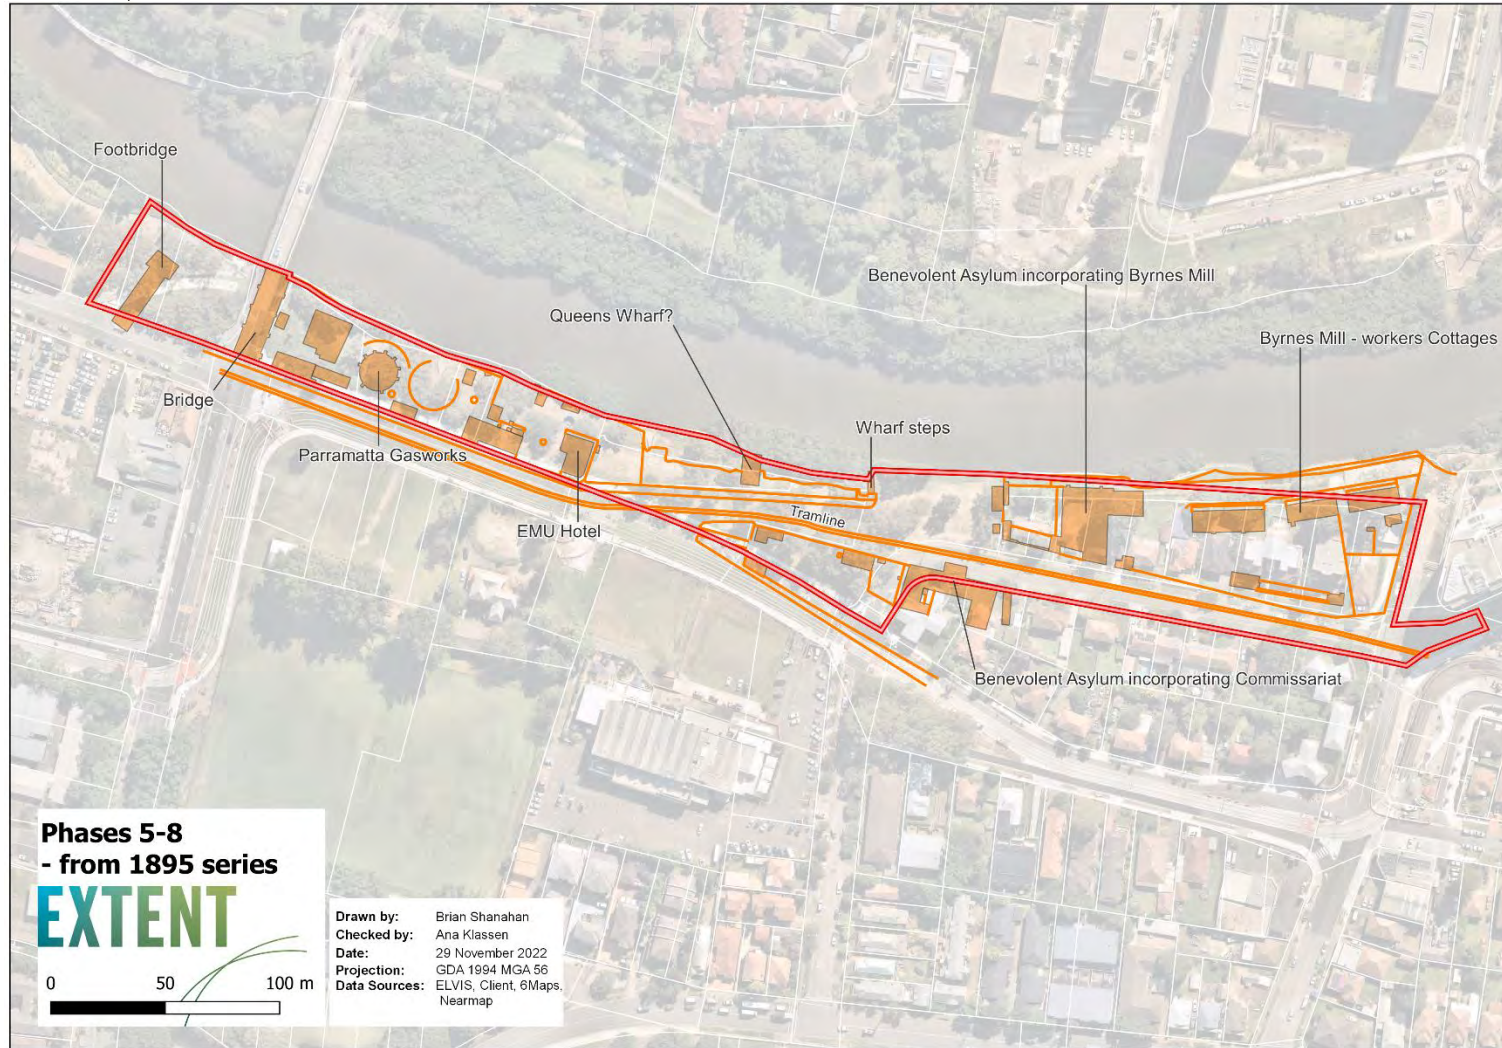 Footbridge
Benevolent Asylum incorporating Byrnes Mill
Queens Wharf?
Byrnes Mill - workers Cottages
Bridge
Wharf steps
Parramatta Gasworks
Tramline
EMU Hotel
Benevolent Asylum incorporating Commissariat
Phases 5-8
- from 1895 series
EXTENT
0 50 100 m
Drawn by: Brian Shanahan
Checked by: Ana Klassen
Date: 29 November 2022
Projection: GDA 1994 MGA 56
Data Sources: ELVIS, Client, 6Maps,
Nearmap